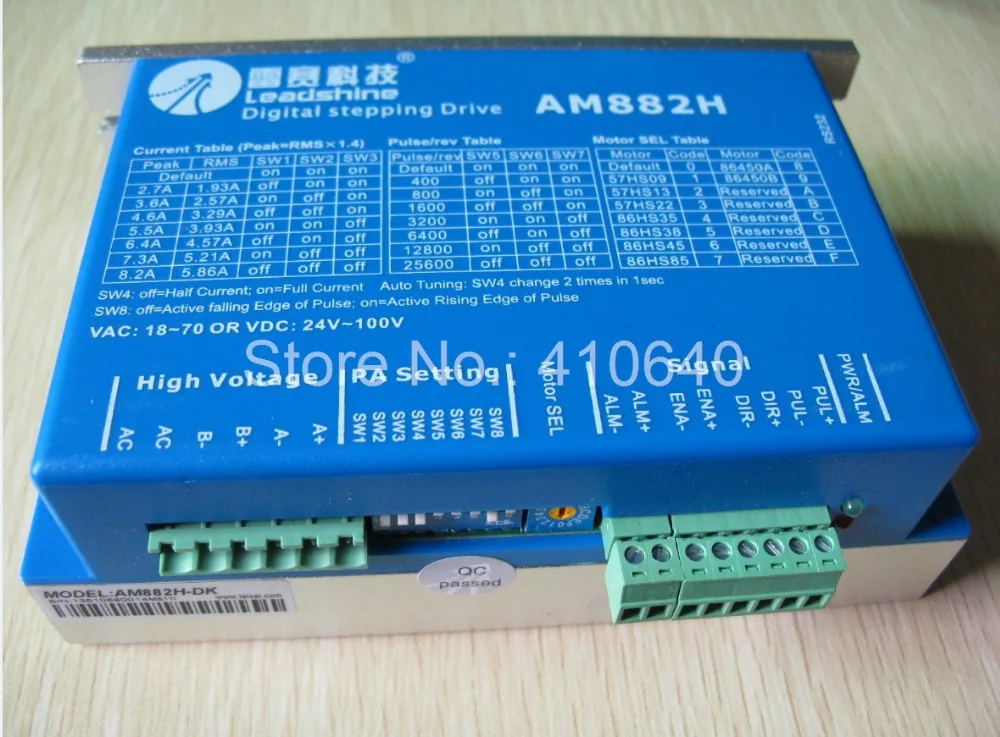 雷赛科技®
Leadshine
Digital stepping Drive
AM882H
RS232
Current Table (Peak=RMS×1.4)
Peak RMS SW1 SW2 SW3
Default on on on
2.7A 1.93A off on on
3.6A 2.57A on off on
4.6A 3.29A off off on
5.5A 3.93A on on off
6.4A 4.57A off on off
7.3A 5.21A on off off
8.2A 5.86A off off off
Pulse/rev Table
Pulse/rev SW5 SW6 SW7
Default on on on
400 off on on
800 on off on
1600 off off on
3200 on on off
6400 off on off
12800 on off off
25600 off off off
Motor SEL Table
Motor Code Motor Code
Default 0 86450A 8
57HS09 1 86450B 9
57HS13 2 Reserved A
57HS22 3 Reserved B
86HS35 4 Reserved C
86HS38 5 Reserved D
86HS45 6 Reserved E
86HS85 7 Reserved F
SW4: off=Half Current; on=Full Current Auto Tuning: SW4 change 2 times in 1sec
SW8: off=Active falling Edge of Pulse; on=Active Rising Edge of Pulse
VAC: 18~70 OR VDC: 24V~100V
Store No.: 410640
High Voltage
AC
AC
B-
B+
A-
A+
PA Setting
SW1
SW2
SW3
SW4
SW5
SW6
SW7
SW8
Motor SEL
Signal
ALM-
ALM+
ENA-
ENA+
DIR-
DIR+
PUL-
PUL+
PWR/ALM
QC
passed
MODEL:AM882H-DK